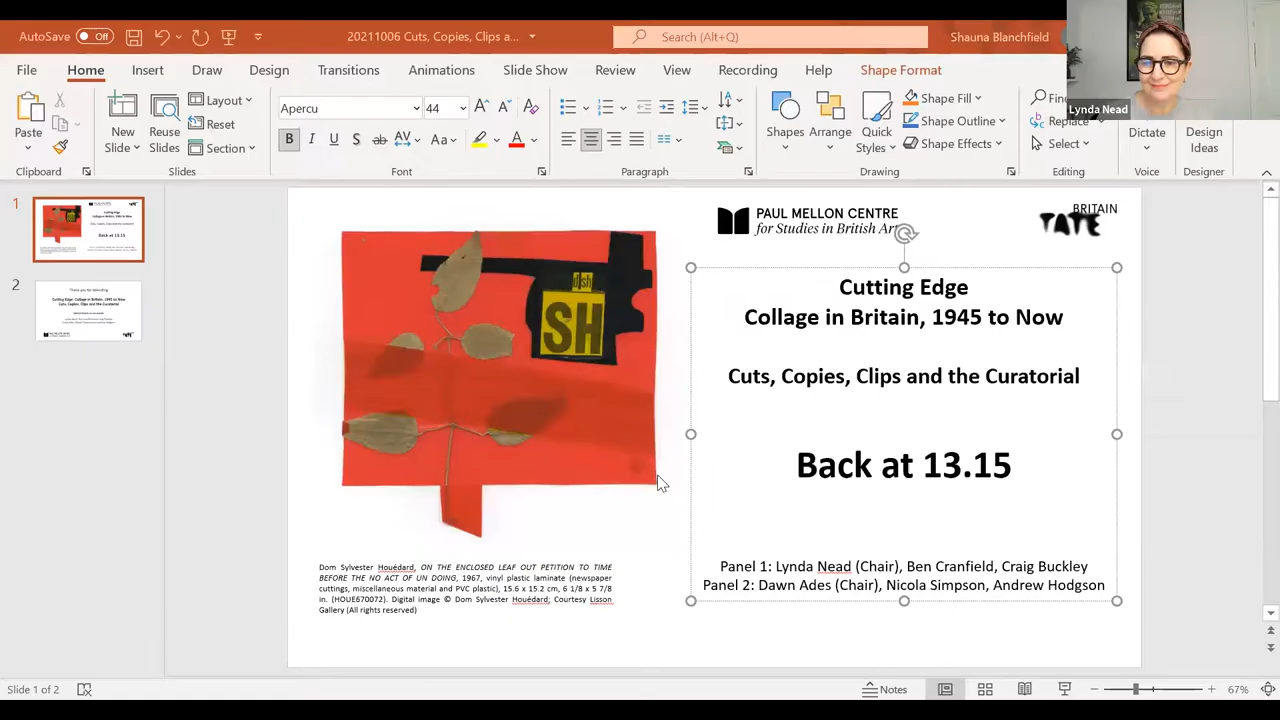 AutoSave Off
20211006 Cuts, Copies, Clips a...
Search (Alt+Q)
Shauna Blanchfield
Lynda Nead
File Home Insert Draw Design Transitions Animations Slide Show Review View Recording Help Shape Format
Paste
Clipboard
New Slide
Reuse Slides
Layout
Reset
Section
Slides
Apercu 44
B I U S ab AV Aa A
Font
Paragraph
Shapes
Arrange
Quick Styles
Shape Fill
Shape Outline
Shape Effects
Drawing
Replace
Select
Editing
Dictate
Voice
Design Ideas
Designer
1
2
PAUL MELLON CENTRE
for Studies in British Art
BRITAIN
TATE
dsh
SH
Cutting Edge
Collage in Britain, 1945 to Now
Cuts, Copies, Clips and the Curatorial
Back at 13.15
Panel 1: Lynda Nead (Chair), Ben Cranfield, Craig Buckley
Panel 2: Dawn Ades (Chair), Nicola Simpson, Andrew Hodgson
Dom Sylvester Houédard, ON THE ENCLOSED LEAF OUT PETITION TO TIME
BEFORE THE NO ACT OF UN DOING, 1967, vinyl plastic laminate (newspaper
cuttings, miscellaneous material and PVC plastic), 15.6 x 15.2 cm, 6 1/8 x 5 7/8
in. (HOUE670072). Digital image © Dom Sylvester Houédard; Courtesy Lisson
Gallery (All rights reserved)
Slide 1 of 2
Notes
67%